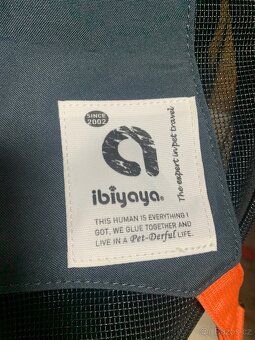 SINCE
2002
The expert in pet travel
ibiyaya®
THIS HUMAN IS EVERYTHING I
GOT, WE GLUE TOGETHER AND
LIVE IN A Pet-Derful LIFE.